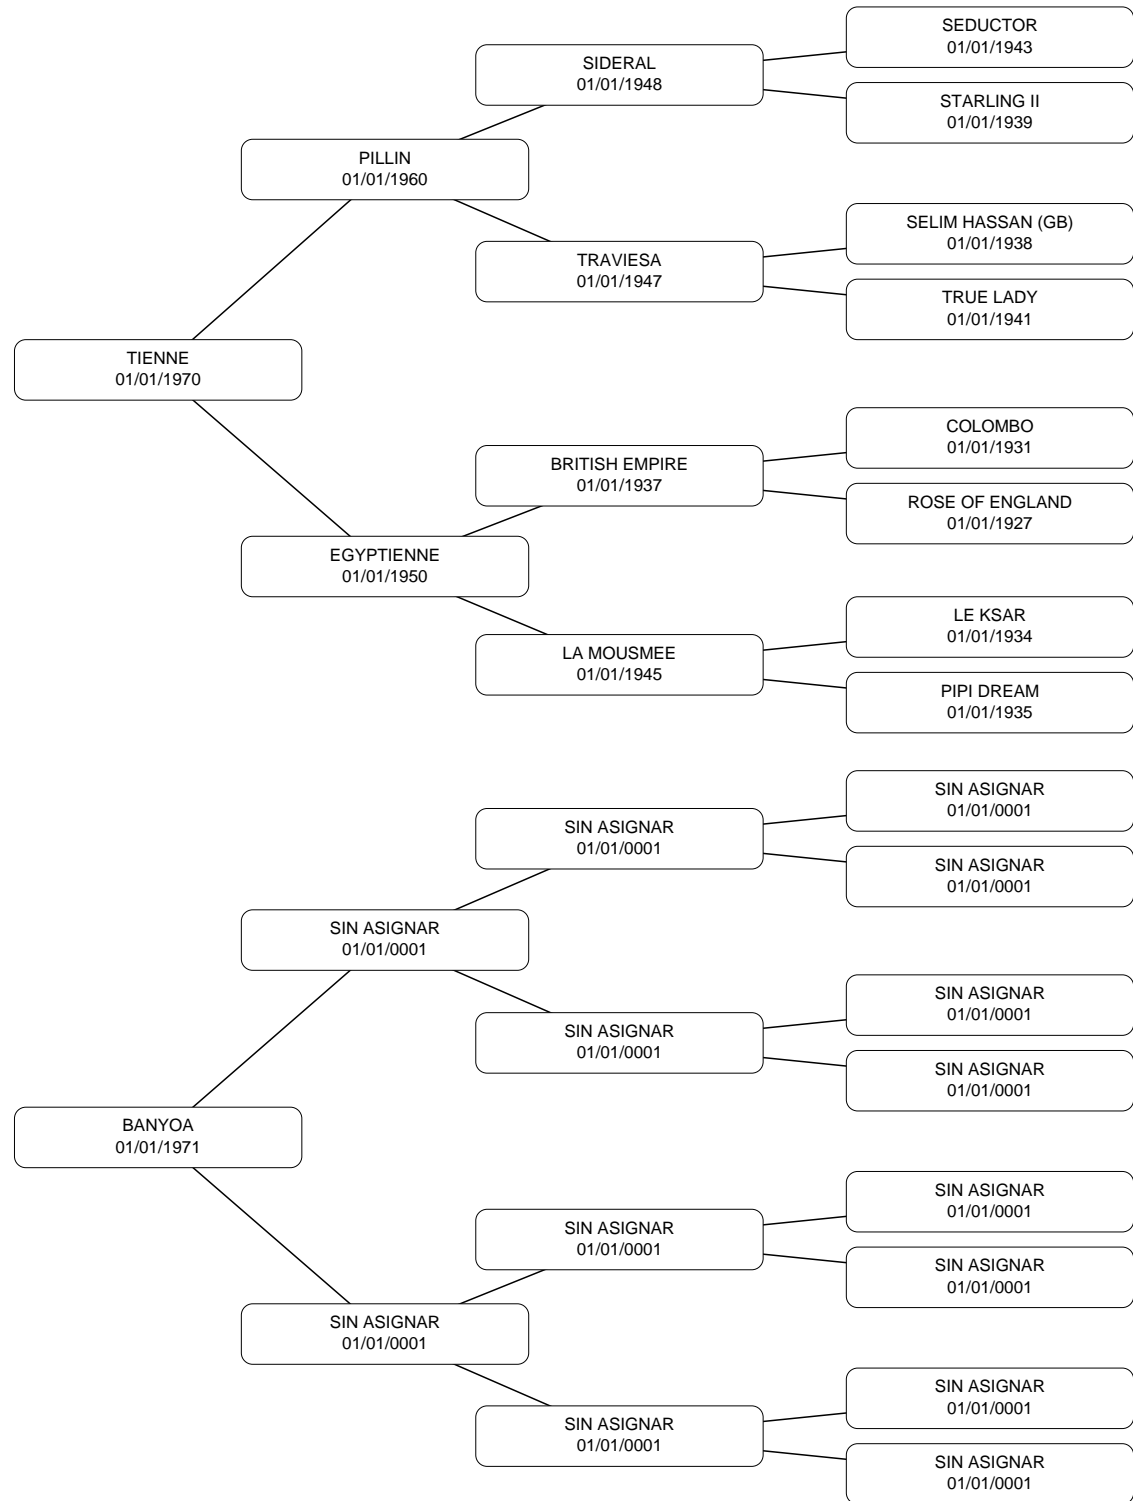 SEDUCTOR
01/01/1943
SIDERAL
01/01/1948
STARLING II
01/01/1939
PILLIN
01/01/1960
SELIM HASSAN (GB)
01/01/1938
TRAVIESA
01/01/1947
TRUE LADY
01/01/1941
TIENNE
01/01/1970
COLOMBO
01/01/1931
BRITISH EMPIRE
01/01/1937
ROSE OF ENGLAND
01/01/1927
EGYPTIENNE
01/01/1950
LE KSAR
01/01/1934
LA MOUSMEE
01/01/1945
PIPI DREAM
01/01/1935
SIN ASIGNAR
01/01/0001
SIN ASIGNAR
01/01/0001
SIN ASIGNAR
01/01/0001
SIN ASIGNAR
01/01/0001
SIN ASIGNAR
01/01/0001
SIN ASIGNAR
01/01/0001
SIN ASIGNAR
01/01/0001
BANYOA
01/01/1971
SIN ASIGNAR
01/01/0001
SIN ASIGNAR
01/01/0001
SIN ASIGNAR
01/01/0001
SIN ASIGNAR
01/01/0001
SIN ASIGNAR
01/01/0001
SIN ASIGNAR
01/01/0001
SIN ASIGNAR
01/01/0001